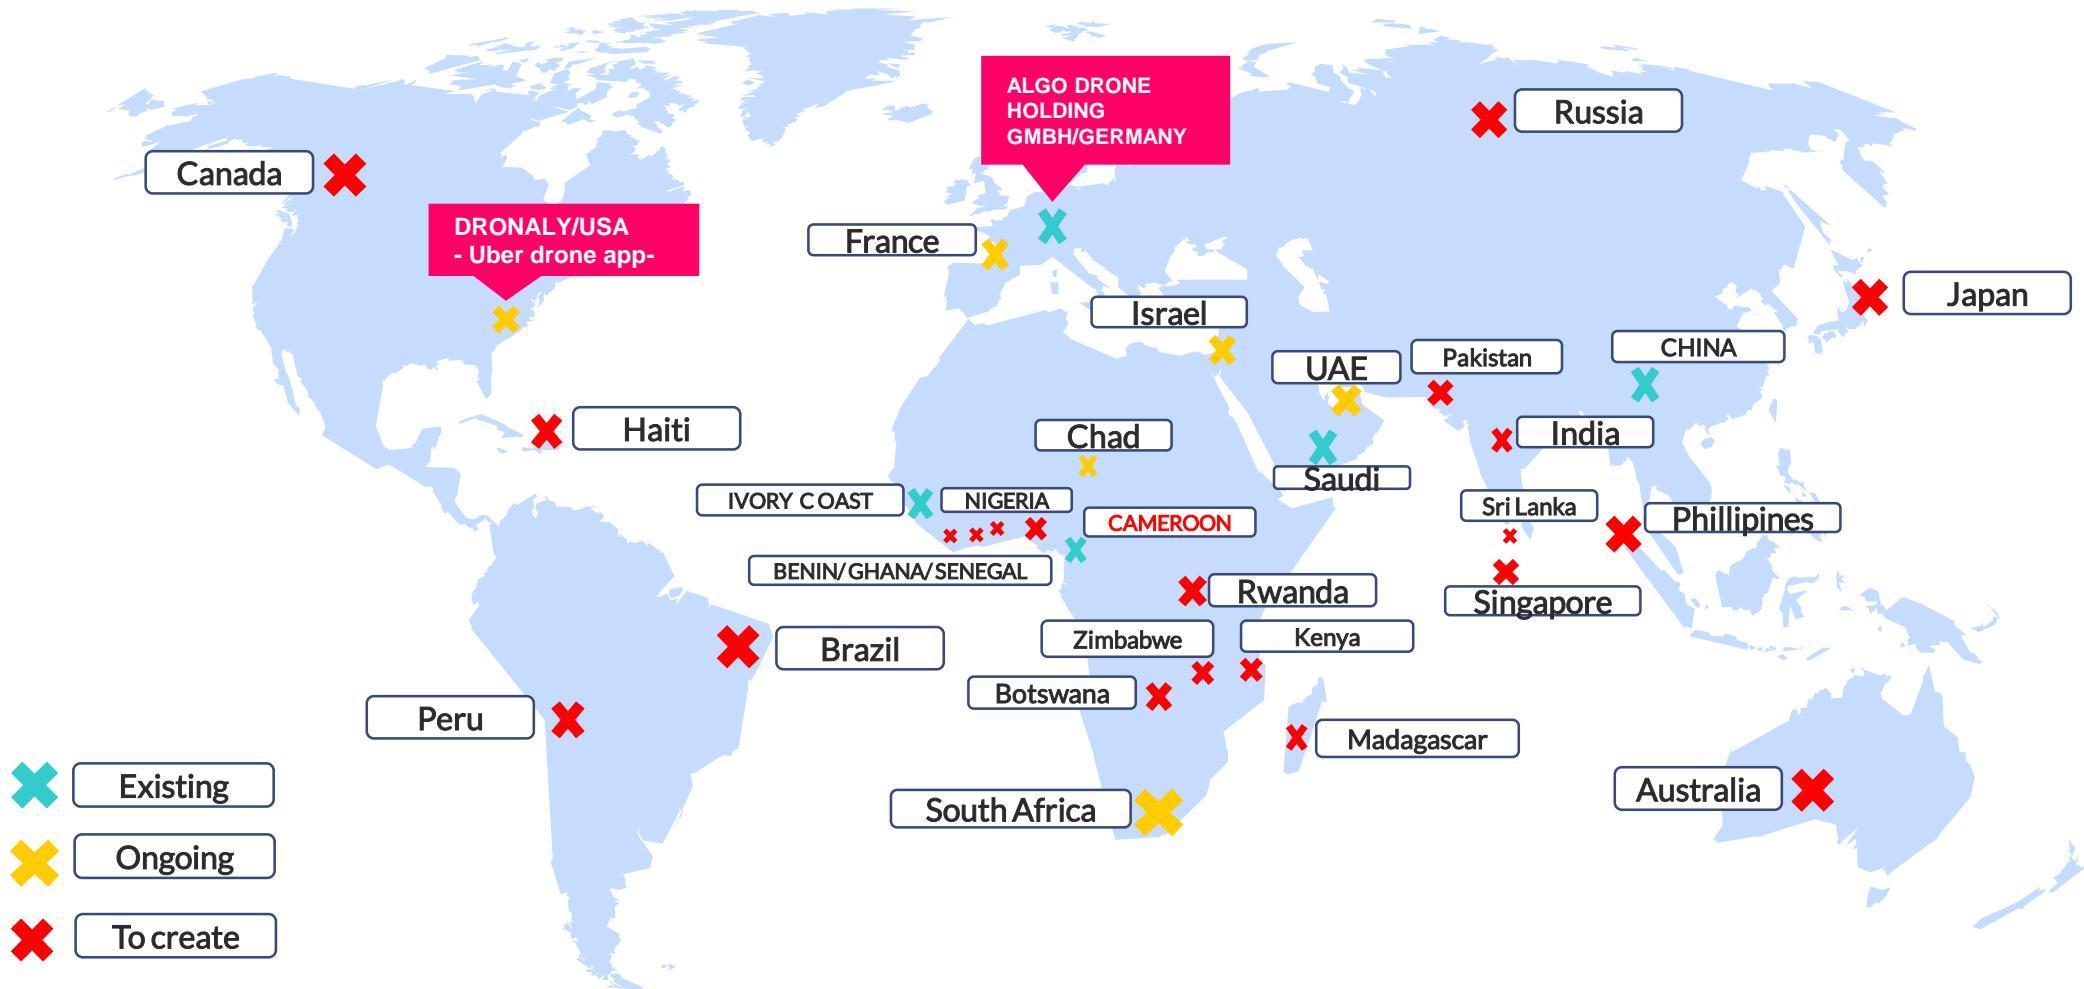 ALGO DRONE
HOLDING
GMBH/GERMANY
Russia
Canada
DRONALY/USA
- Uber drone app-
France
Israel
Japan
UAE
Pakistan
CHINA
Haiti
Chad
India
Saudi
IVORY COAST
NIGERIA
CAMEROON
Sri Lanka
Phillipines
BENIN/GHANA/SENEGAL
Rwanda
Singapore
Zimbabwe
Kenya
Brazil
Botswana
Peru
Madagascar
Existing
South Africa
Australia
Ongoing
To create